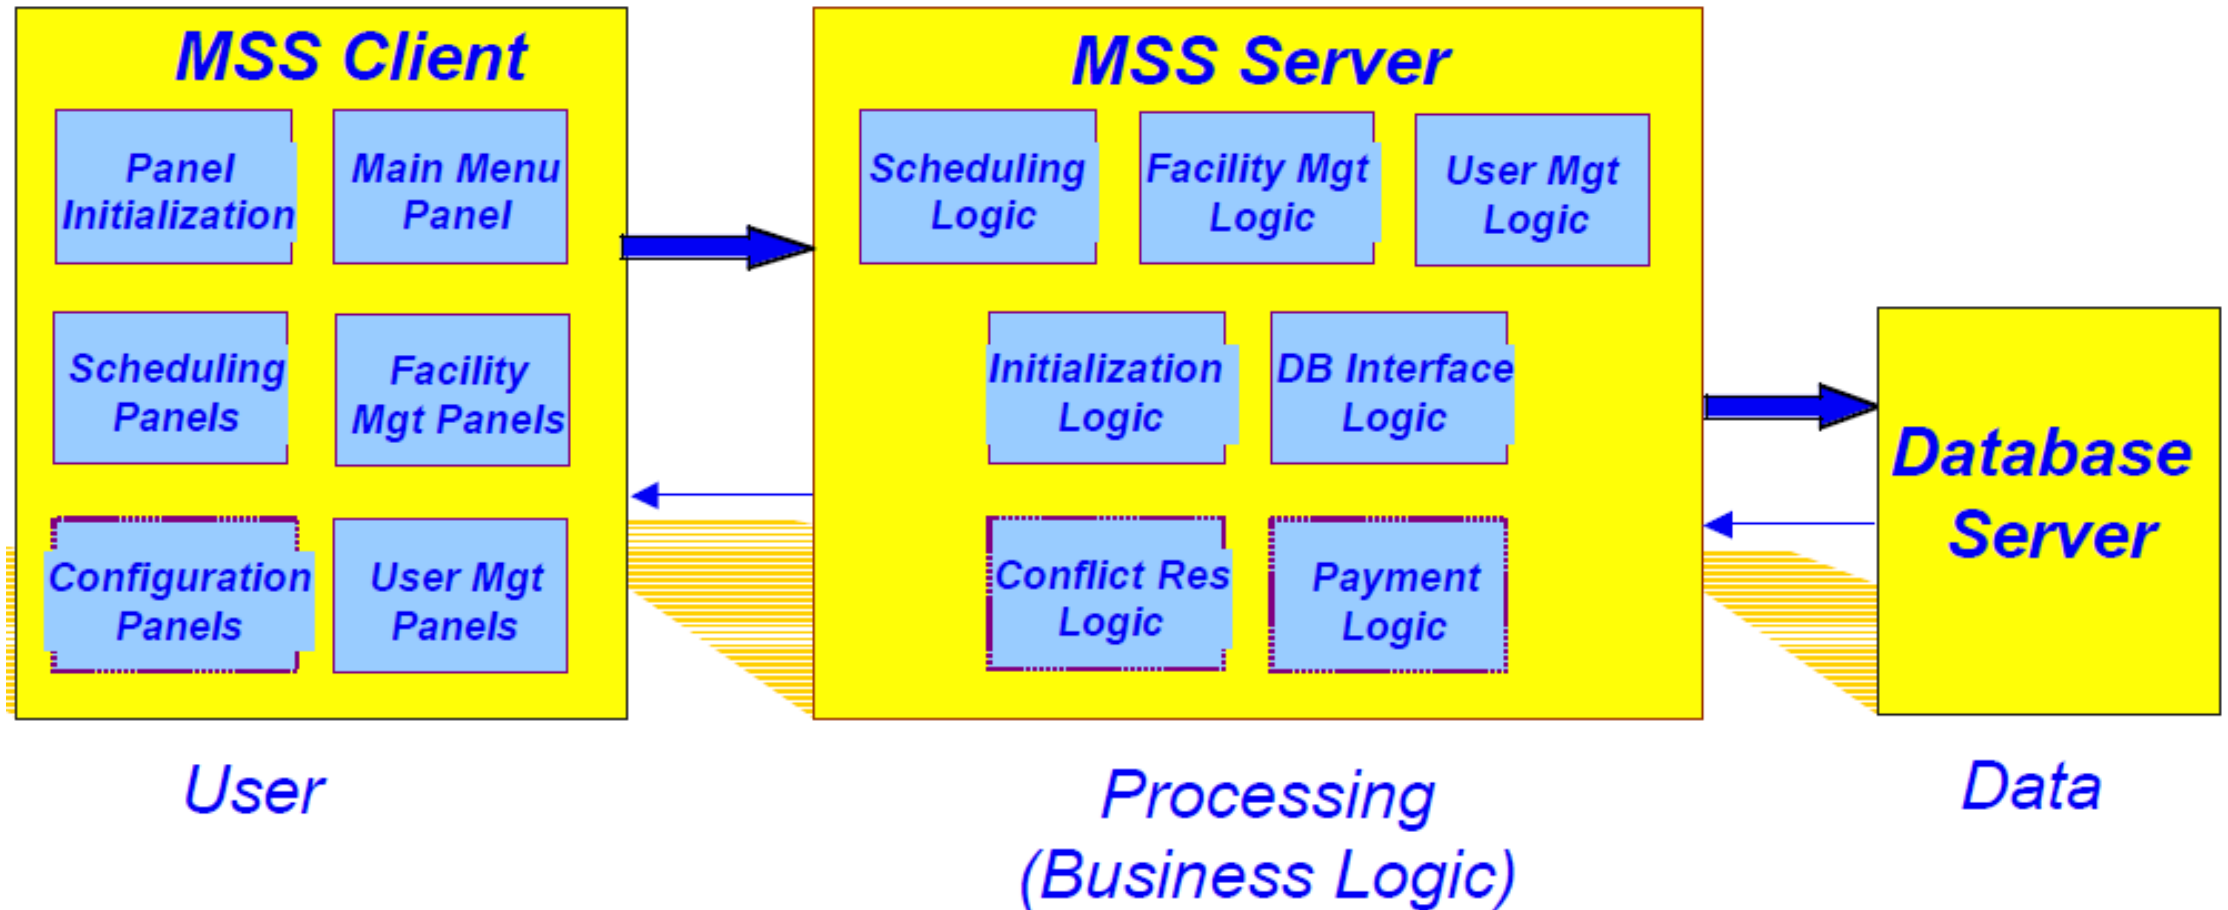 MSS Client
Panel
Initialization
Main Menu
Panel
Scheduling
Panels
Facility
Mgt Panels
Configuration
Panels
User Mgt
Panels
User
MSS Server
Scheduling
Logic
Facility Mgt
Logic
User Mgt
Logic
Initialization
Logic
DB Interface
Logic
Conflict Res
Logic
Payment
Logic
Processing
(Business Logic)
Database
Server
Data